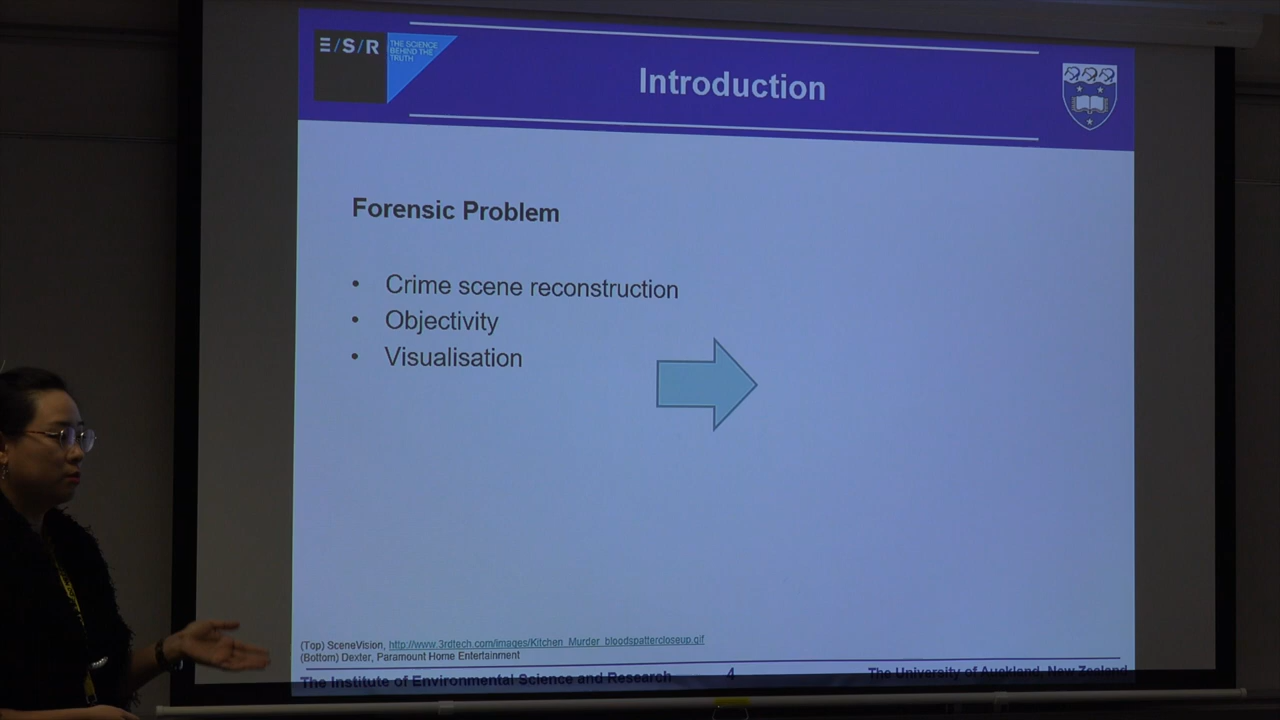 E/S/R
THE SCIENCE
BEHIND THE
TRUTH
Introduction
Forensic Problem
• Crime scene reconstruction
• Objectivity
• Visualisation
(Top) SceneVision, http://www.3rdtech.com/images/Kitchen_Murder_bloodspattercloseup.gif
(Bottom) Dexter, Paramount Home Entertainment
The Institute of Environmental Science and Research
4
The University of Auckland, New Zealand